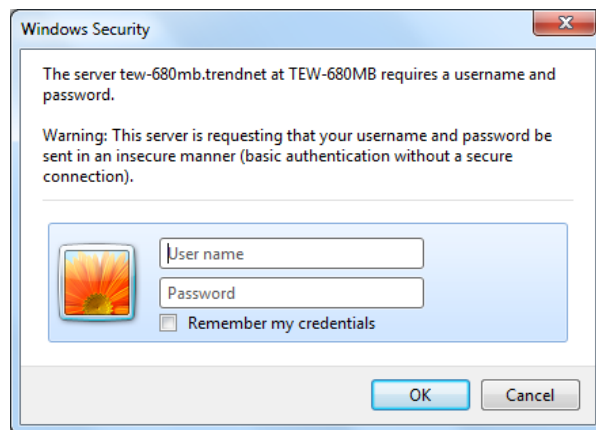 Windows Security
The server tew-680mb.trendnet at TEW-680MB requires a username and
password.
Warning: This server is requesting that your username and password be
sent in an insecure manner (basic authentication without a secure
connection).
User name
Password
Remember my credentials
OK
Cancel